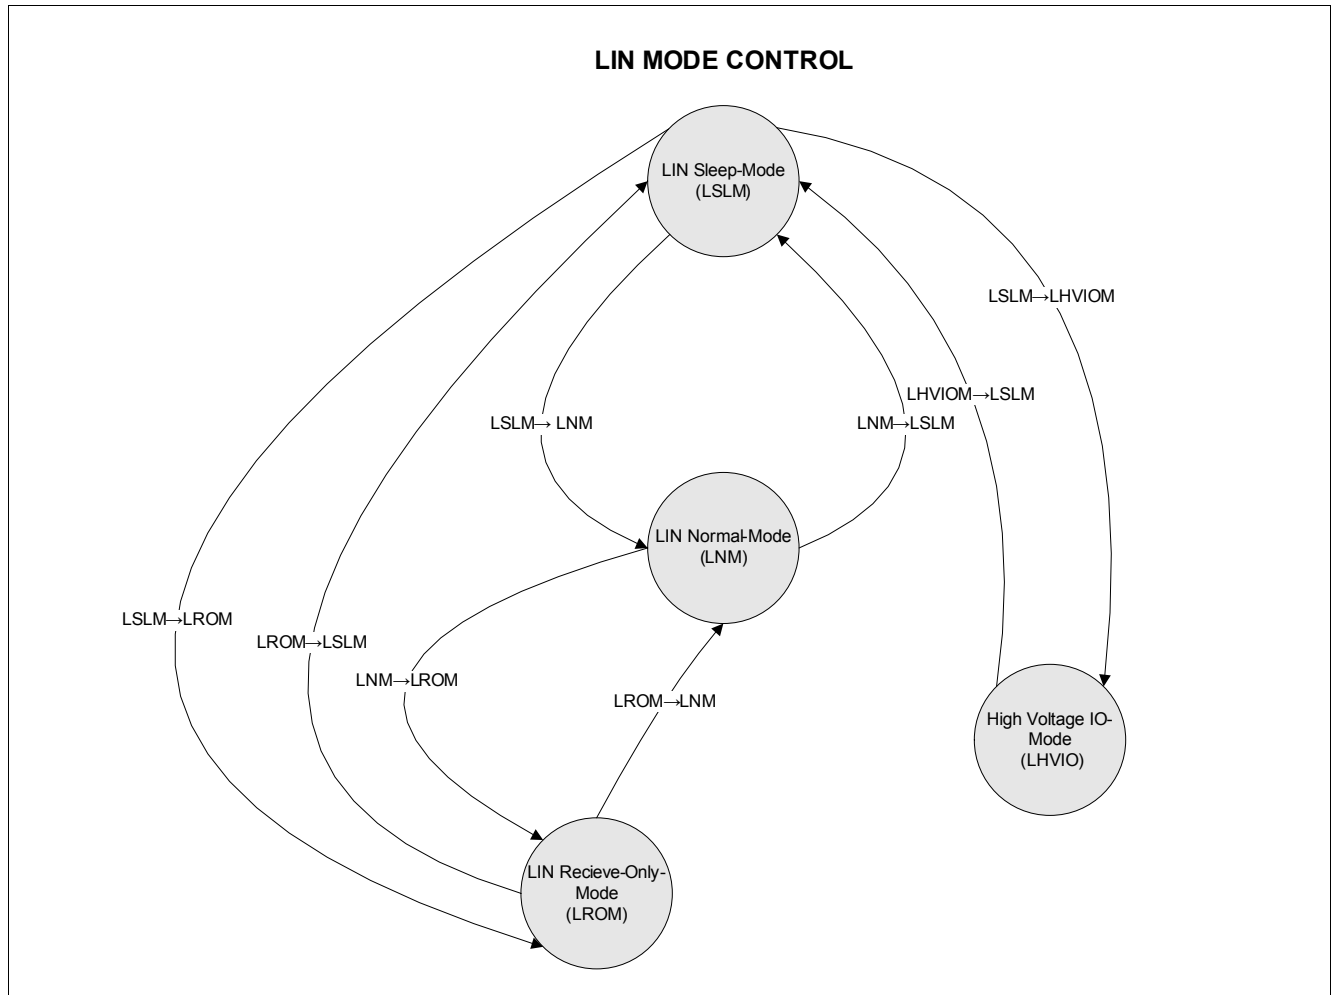 LIN MODE CONTROL
LIN Sleep-Mode
(LSLM)
LSLM→LHVIOM
LHVIOM→LSLM
LSLM→ LNM
LNM→LSLM
LIN Normal-Mode
(LNM)
LSLM→LROM
LROM→LSLM
LNM→LROM
LROM→LNM
High Voltage IO-
Mode
(LHVIO)
LIN Recieve-Only-
Mode
(LROM)